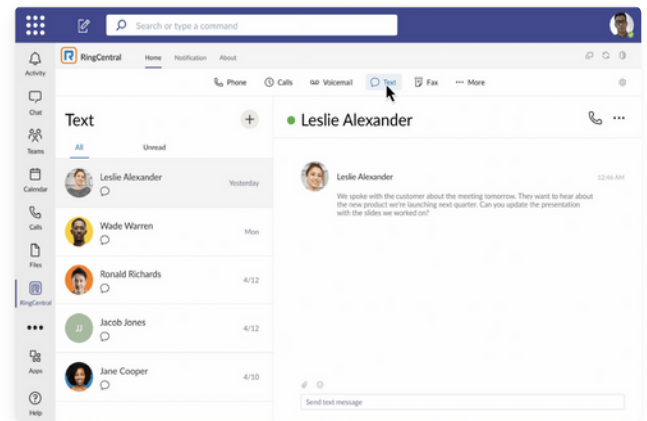 Search or type a command
Activity
Chat
Teams
Calendar
Calls
Files
RingCentral
Apps
Help
RingCentral Home Notification About
Phone Calls Voicemail Text Fax More
Text
All Unread
Leslie Alexander Yesterday
Wade Warren Mon
Ronald Richards 4/12
JJ Jacob Jones 4/12
Jane Cooper 4/10
Leslie Alexander
Leslie Alexander 12:46 AM
We spoke with the customer about the meeting tomorrow. They want to hear about
the new product we're launching next quarter. Can you update the presentation
with the slides we worked on?
Send text message